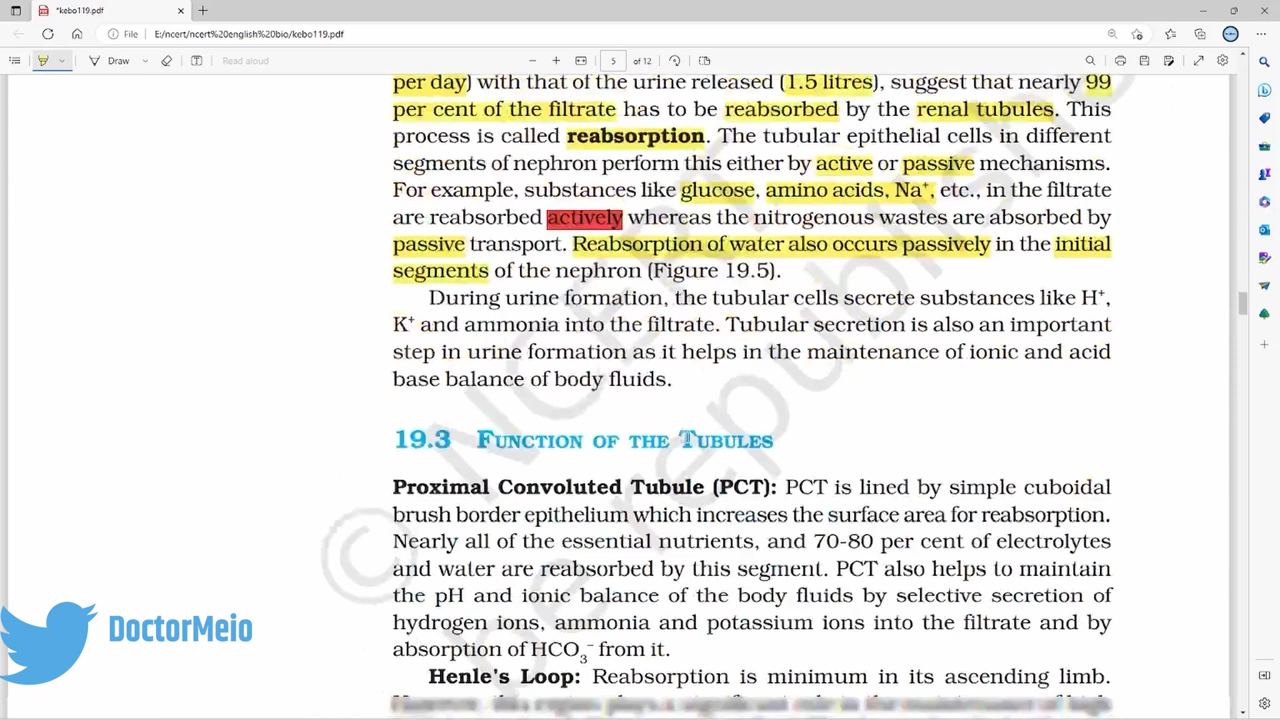 *kebo119.pdf
File
E:/ncert/ncert%20english%20bio/kebo119.pdf
Draw
Read aloud
5
of 12
per day) with that of the urine released (1.5 litres), suggest that nearly 99
per cent of the filtrate has to be reabsorbed by the renal tubules. This
process is called reabsorption. The tubular epithelial cells in different
segments of nephron perform this either by active or passive mechanisms.
For example, substances like glucose, amino acids, Na⁺, etc., in the filtrate
are reabsorbed actively whereas the nitrogenous wastes are absorbed by
passive transport. Reabsorption of water also occurs passively in the initial
segments of the nephron (Figure 19.5).
During urine formation, the tubular cells secrete substances like H⁺,
K⁺ and ammonia into the filtrate. Tubular secretion is also an important
step in urine formation as it helps in the maintenance of ionic and acid
base balance of body fluids.
19.3 FUNCTION OF THE TUBULES
Proximal Convoluted Tubule (PCT): PCT is lined by simple cuboidal
brush border epithelium which increases the surface area for reabsorption.
Nearly all of the essential nutrients, and 70-80 per cent of electrolytes
and water are reabsorbed by this segment. PCT also helps to maintain
the pH and ionic balance of the body fluids by selective secretion of
hydrogen ions, ammonia and potassium ions into the filtrate and by
absorption of HCO₃⁻ from it.
Henle's Loop: Reabsorption is minimum in its ascending limb.
© NCERT
be republish
DoctorMeio